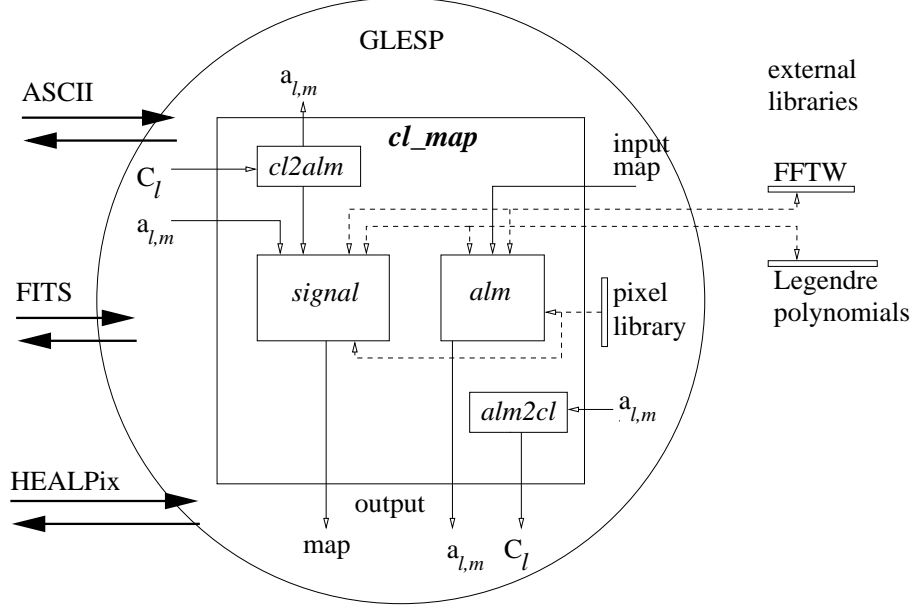 GLESP
external
libraries
ASCII
a_{l,m}
cl_map
input
map
cl2alm
C_l
FFTW
a_{l,m}
FITS
signal
alm
pixel
library
Legendre
polynomials
alm2cl
a_{l,m}
HEALPix
output
map
a_{l,m}
C_l